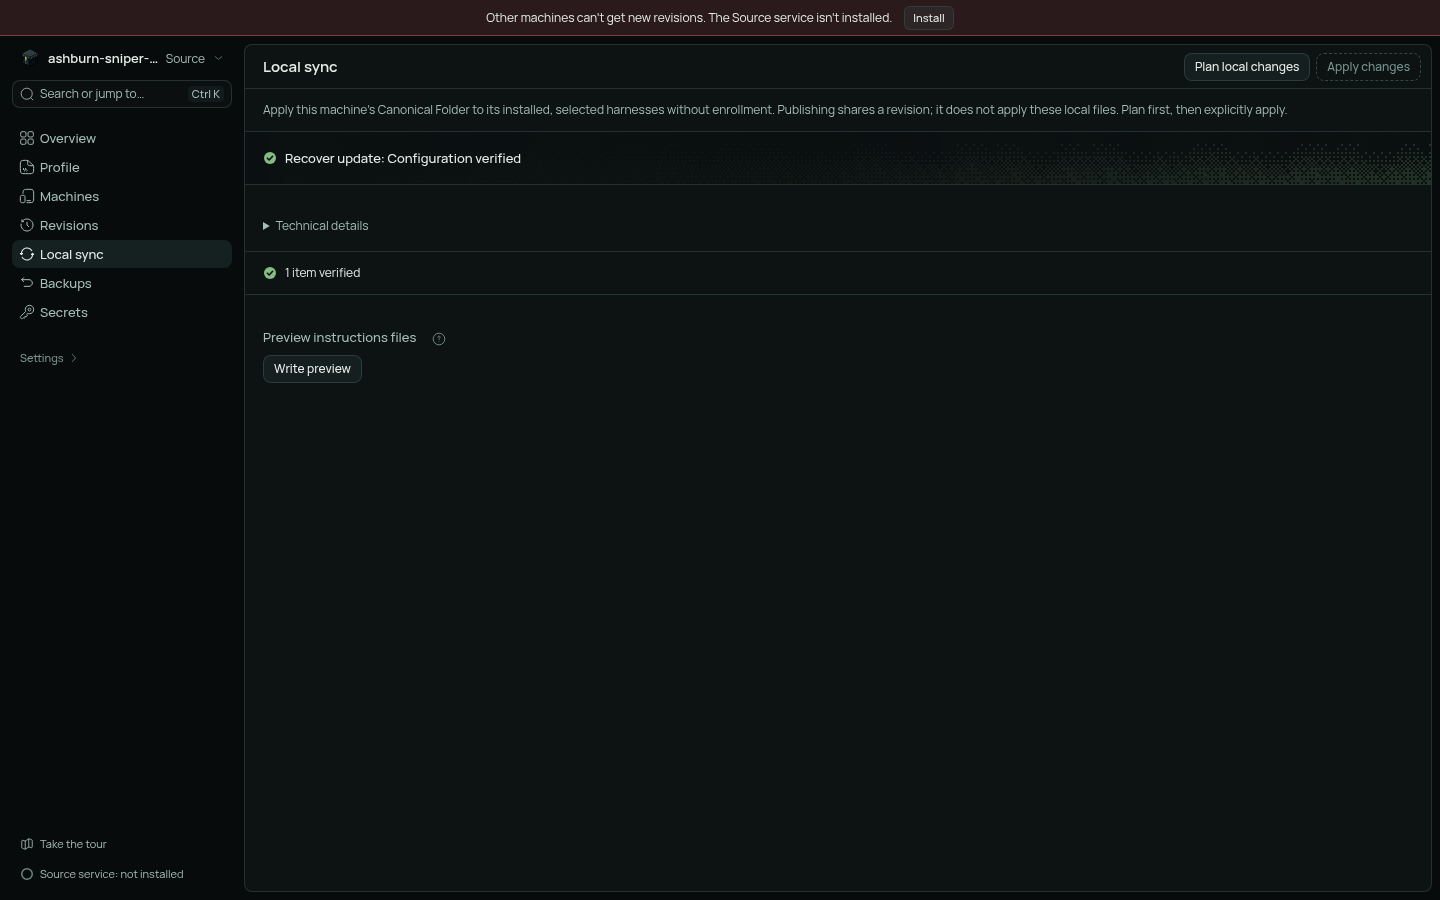 Other machines can't get new revisions. The Source service isn't installed. Install
ashburn-sniper-… Source
Search or jump to… Ctrl K
Overview
Profile
Machines
Revisions
Local sync
Backups
Secrets
Settings
Take the tour
Source service: not installed
Local sync
Plan local changes
Apply changes
Apply this machine's Canonical Folder to its installed, selected harnesses without enrollment. Publishing shares a revision; it does not apply these local files. Plan first, then explicitly apply.
Recover update: Configuration verified
Technical details
1 item verified
Preview instructions files ?
Write preview